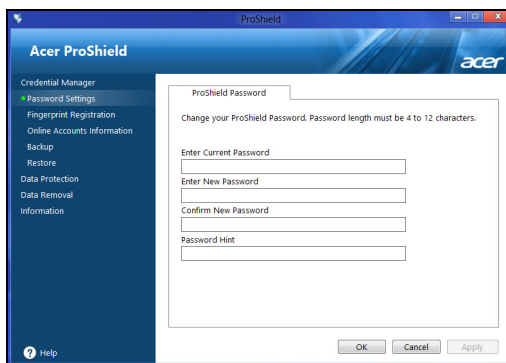 ProShield
Acer ProShield
acer
Credential Manager
Password Settings
Fingerprint Registration
Online Accounts Information
Backup
Restore
Data Protection
Data Removal
Information
Help
ProShield Password
Change your ProShield Password. Password length must be 4 to 12 characters.
Enter Current Password
Enter New Password
Confirm New Password
Password Hint
OK
Cancel
Apply